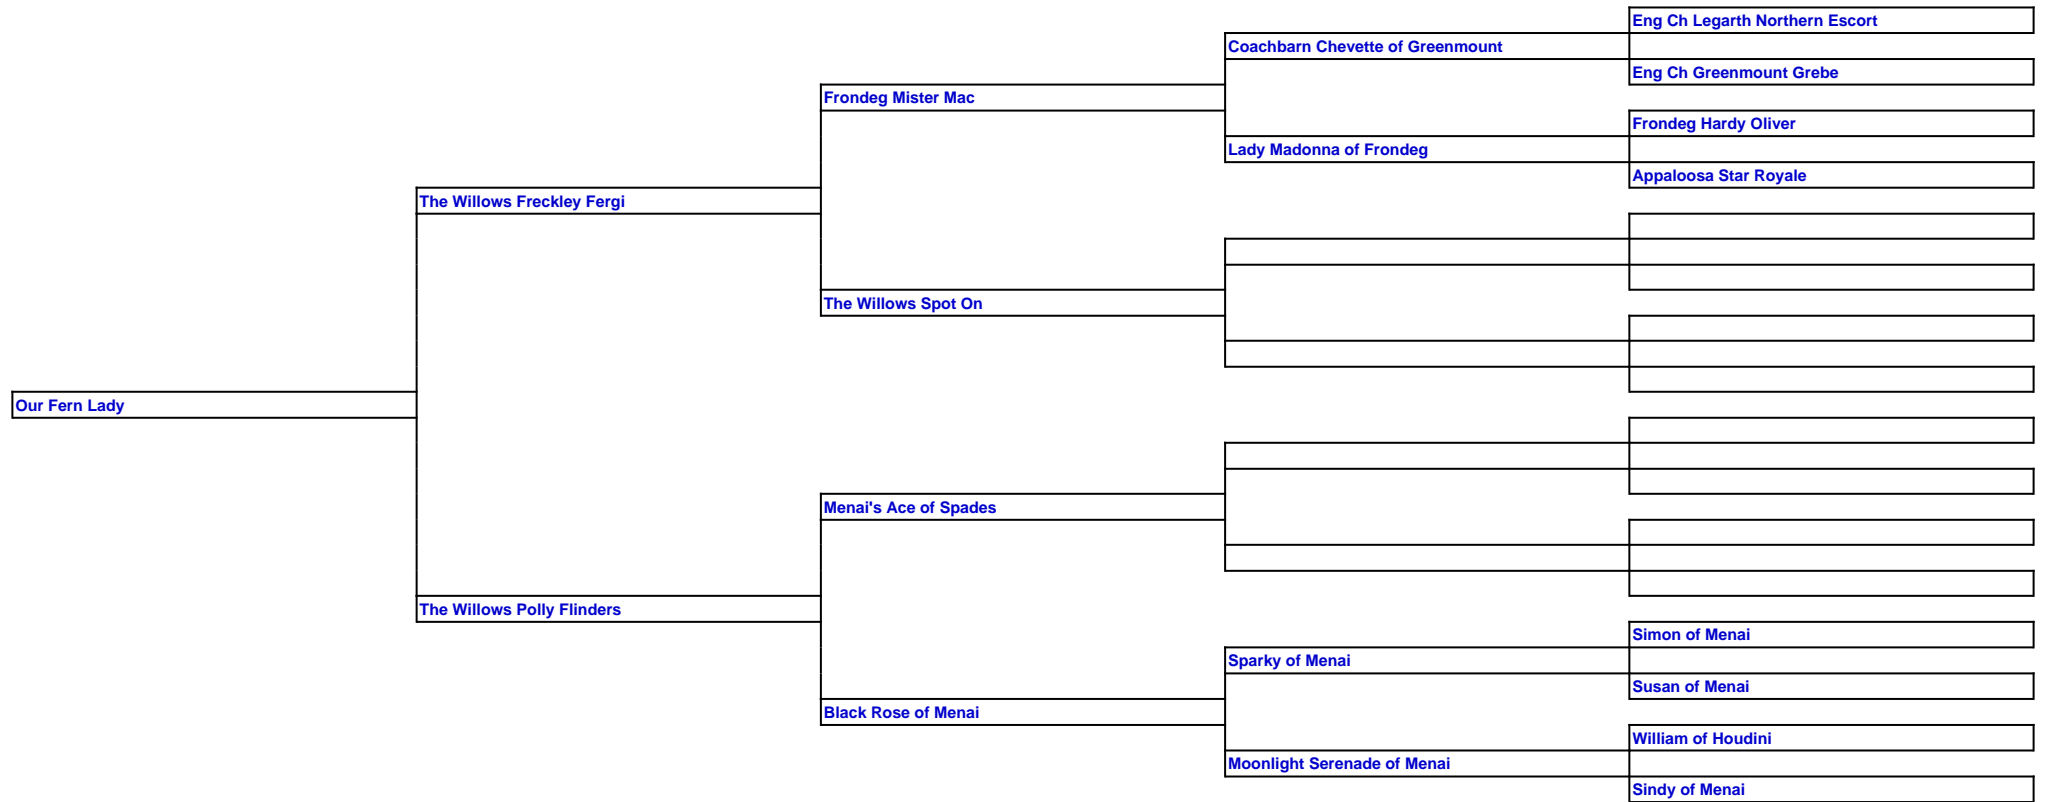 Eng Ch Legarth Northern Escort
Coachbarn Chevette of Greenmount
Eng Ch Greenmount Grebe
Frondeg Mister Mac
Frondeg Hardy Oliver
Lady Madonna of Frondeg
Appaloosa Star Royale
The Willows Freckley Fergi
The Willows Spot On
Our Fern Lady
Menai's Ace of Spades
The Willows Polly Flinders
Simon of Menai
Sparky of Menai
Susan of Menai
Black Rose of Menai
William of Houdini
Moonlight Serenade of Menai
Sindy of Menai